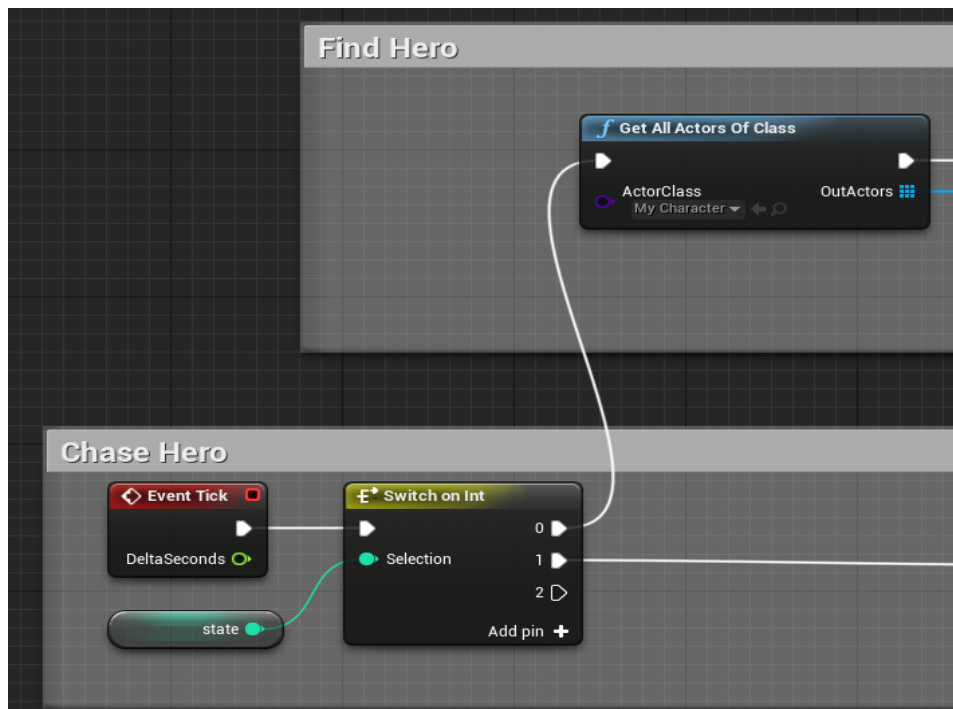 Find Hero
f Get All Actors Of Class
ActorClass
My Character
OutActors
Chase Hero
Event Tick
DeltaSeconds
state
Switch on Int
Selection
0
1
2
Add pin